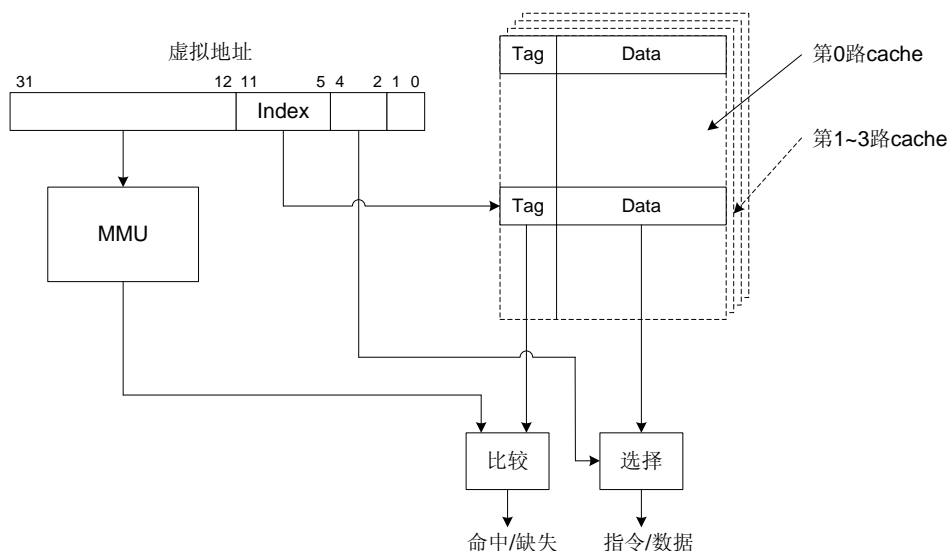 虚拟地址
31 12 11 5 4 2 1 0
Index
MMU
Tag Data
第0路cache
第1~3路cache
Tag Data
比较
选择
命中/缺失
指令/数据